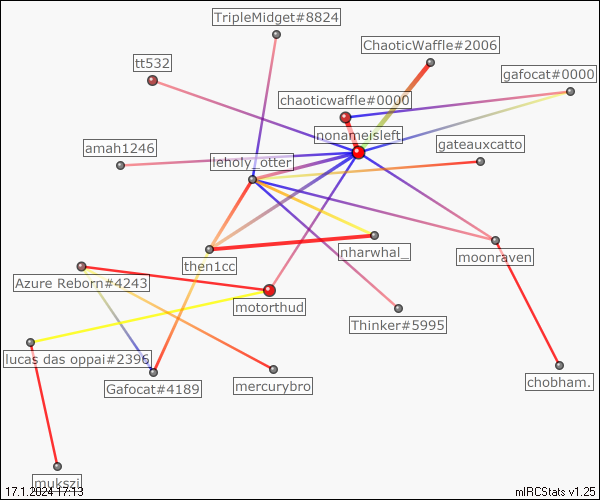 TripleMidget#8824
ChaoticWaffle#2006
tt532
gafocat#0000
chaoticwaffle#0000
nonameisleft
gateauxcatto
amah1246
leholy_otter
nharwhal_
moonraven
then1cc
Azure Reborn#4243
motorthud
Thinker#5995
lucas das oppai#2396
Gafocat#4189
mercurybro
chobham.
mukszi
17.1.2024 17:13
mIRCStats v1.25